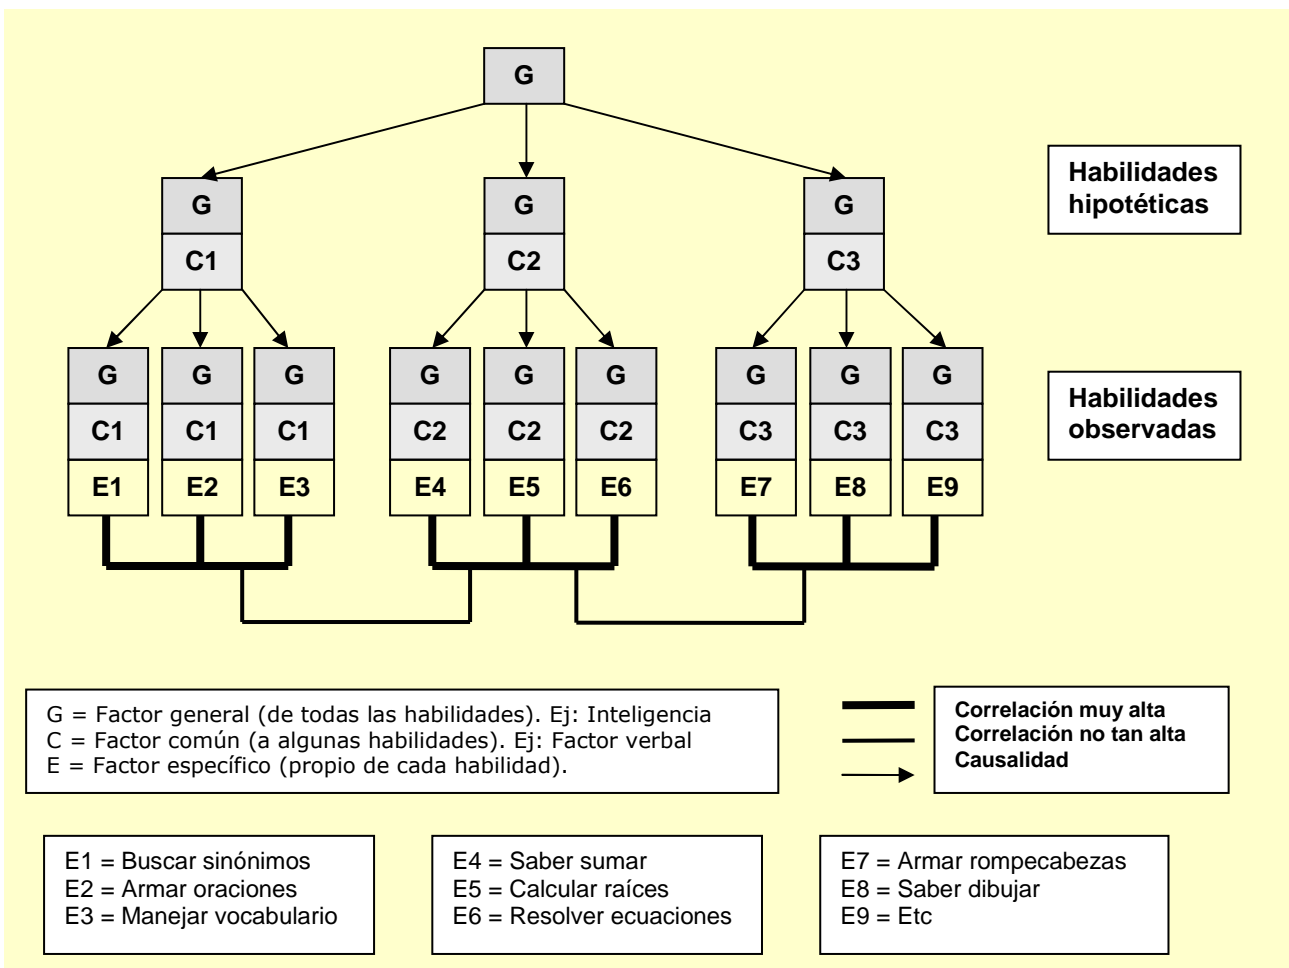 G
G G G
C1 C2 C3
Habilidades
hipotéticas
G G G G G G G G G
C1 C1 C1 C2 C2 C2 C3 C3 C3
E1 E2 E3 E4 E5 E6 E7 E8 E9
Habilidades
observadas
G = Factor general (de todas las habilidades). Ej: Inteligencia
C = Factor común (a algunas habilidades). Ej: Factor verbal
E = Factor específico (propio de cada habilidad).
Correlación muy alta
Correlación no tan alta
Causalidad
E1 = Buscar sinónimos
E2 = Armar oraciones
E3 = Manejar vocabulario
E4 = Saber sumar
E5 = Calcular raíces
E6 = Resolver ecuaciones
E7 = Armar rompecabezas
E8 = Saber dibujar
E9 = Etc